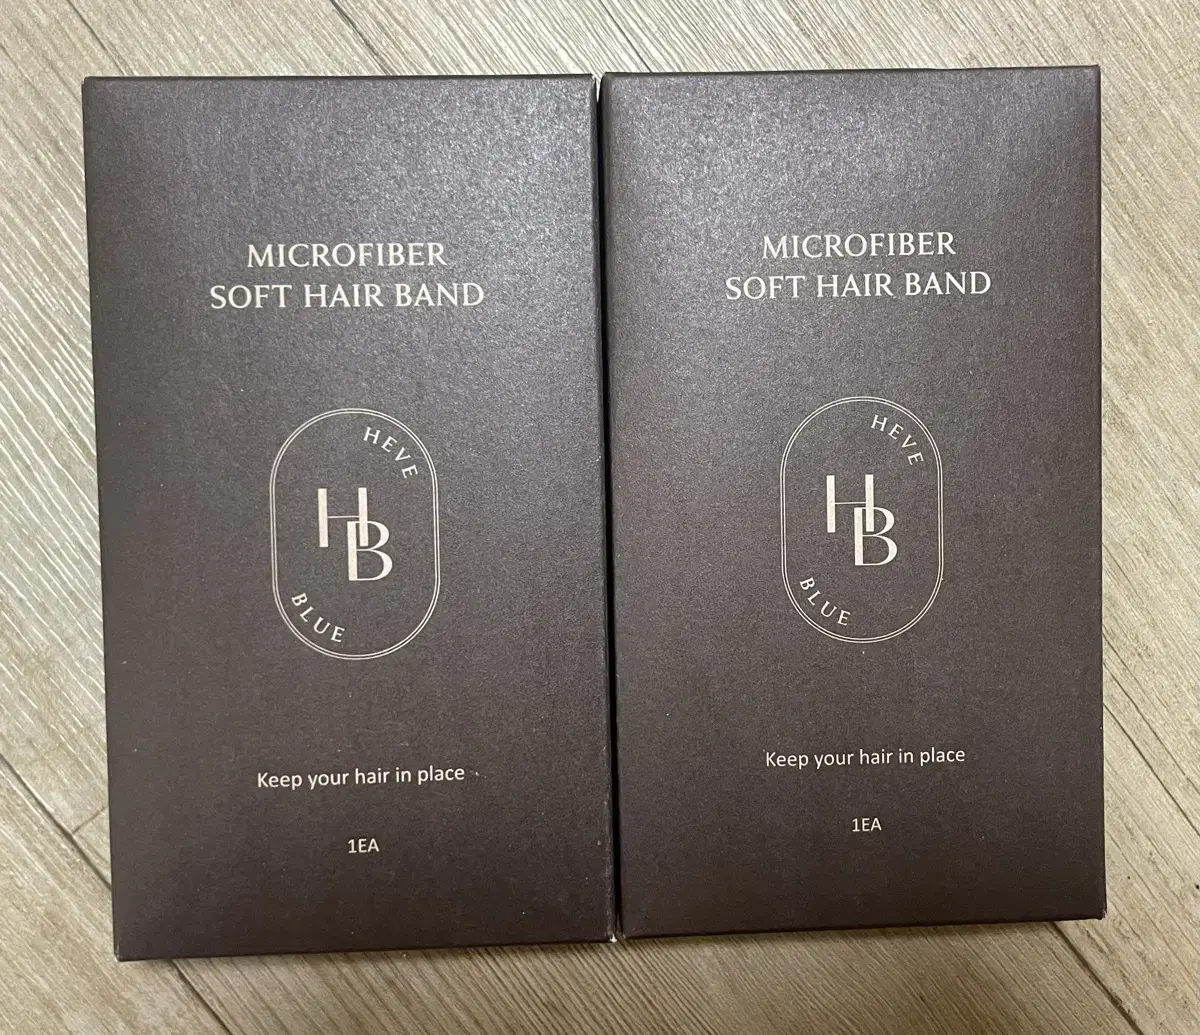 MICROFIBER
SOFT HAIR BAND
HEVE
HB
BLUE
Keep your hair in place
1EA
MICROFIBER
SOFT HAIR BAND
HEVE
HB
BLUE
Keep your hair in place
1EA